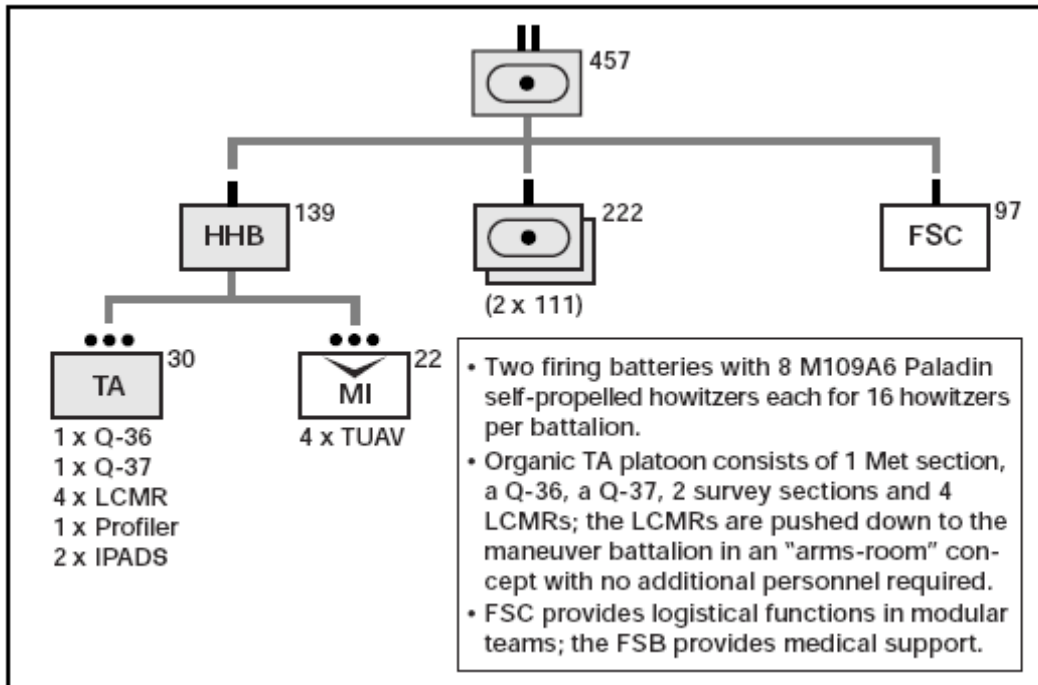 457
HHB
139
222
(2 x 111)
FSC
97
TA
30
1 x Q-36
1 x Q-37
4 x LCMR
1 x Profiler
2 x IPADS
MI
22
4 x TUAV
• Two firing batteries with 8 M109A6 Paladin
self-propelled howitzers each for 16 howitzers
per battalion.
• Organic TA platoon consists of 1 Met section,
a Q-36, a Q-37, 2 survey sections and 4
LCMRs; the LCMRs are pushed down to the
maneuver battalion in an “arms-room” con-
cept with no additional personnel required.
• FSC provides logistical functions in modular
teams; the FSB provides medical support.